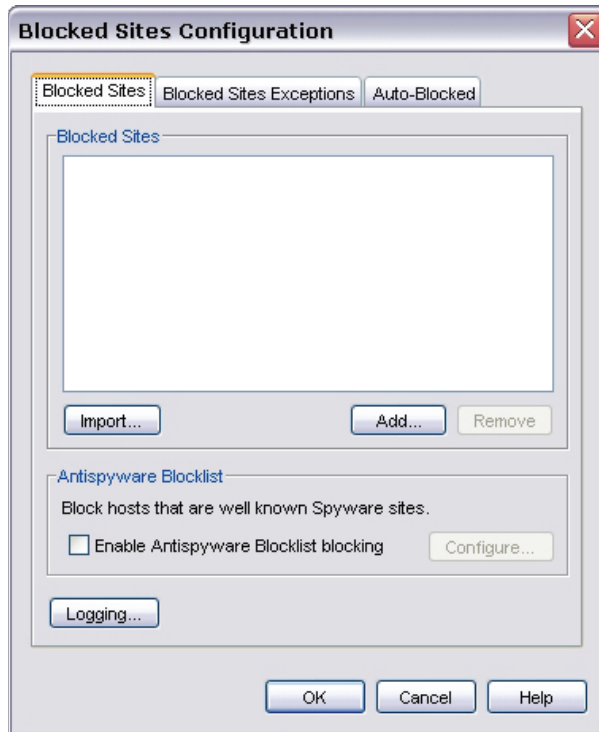 Blocked Sites Configuration
Blocked Sites Blocked Sites Exceptions Auto-Blocked
Blocked Sites
Import... Add... Remove
Antispyware Blocklist
Block hosts that are well known Spyware sites.
Enable Antispyware Blocklist blocking Configure...
Logging...
OK Cancel Help